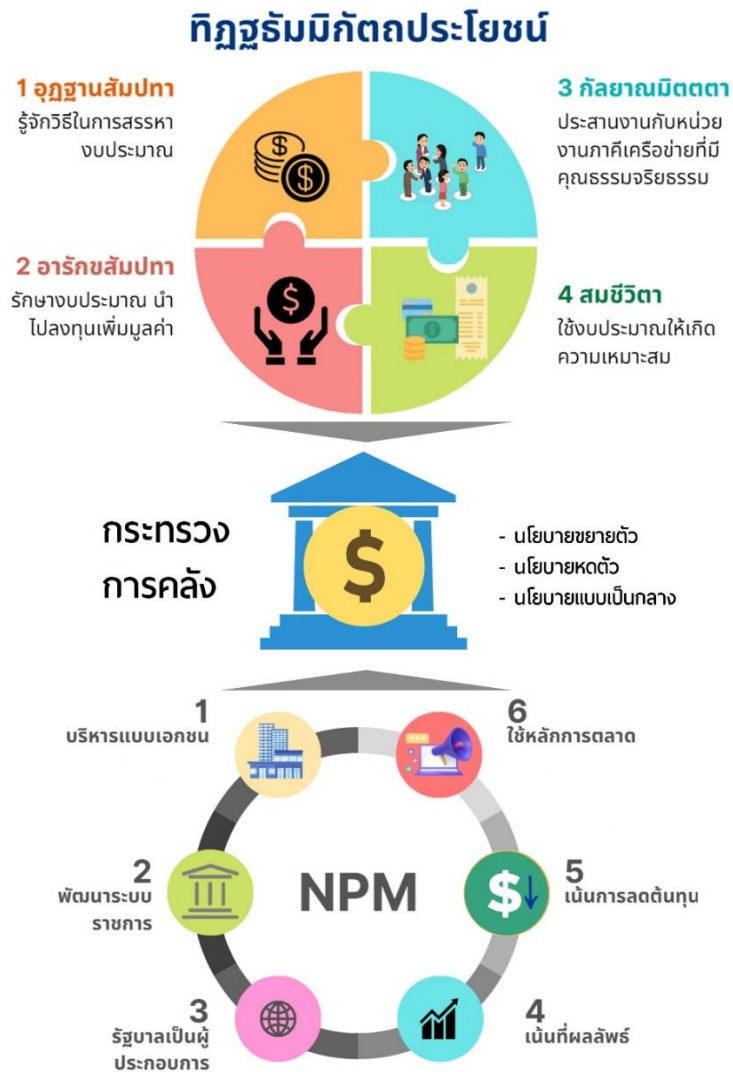 ทิฏฐธัมมิกัตถประโยชน์
1 อุฏฐานสัมปทา
รู้จักวิธีในการสรรหา
งบประมาณ
2 อารักขสัมปทา
รักษางบประมาณ นำ
ไปลงทุนเพิ่มมูลค่า
3 กัลยาณมิตตตา
ประสานงานกับหน่วย
งานภาคีเครือข่ายที่มี
คุณธรรมจริยธรรม
4 สมชีวิตา
ใช้งบประมาณให้เกิด
ความเหมาะสม
กระทรวง
การคลัง
$
- นโยบายขยายตัว
- นโยบายหดตัว
- นโยบายแบบเป็นกลาง
1
บริหารแบบเอกชน
2
พัฒนาระบบ
ราชการ
3
รัฐบาลเป็นผู้
ประกอบการ
4
เน้นที่ผลลัพธ์
5
เน้นการลดต้นทุน
6
ใช้หลักการตลาด
NPM